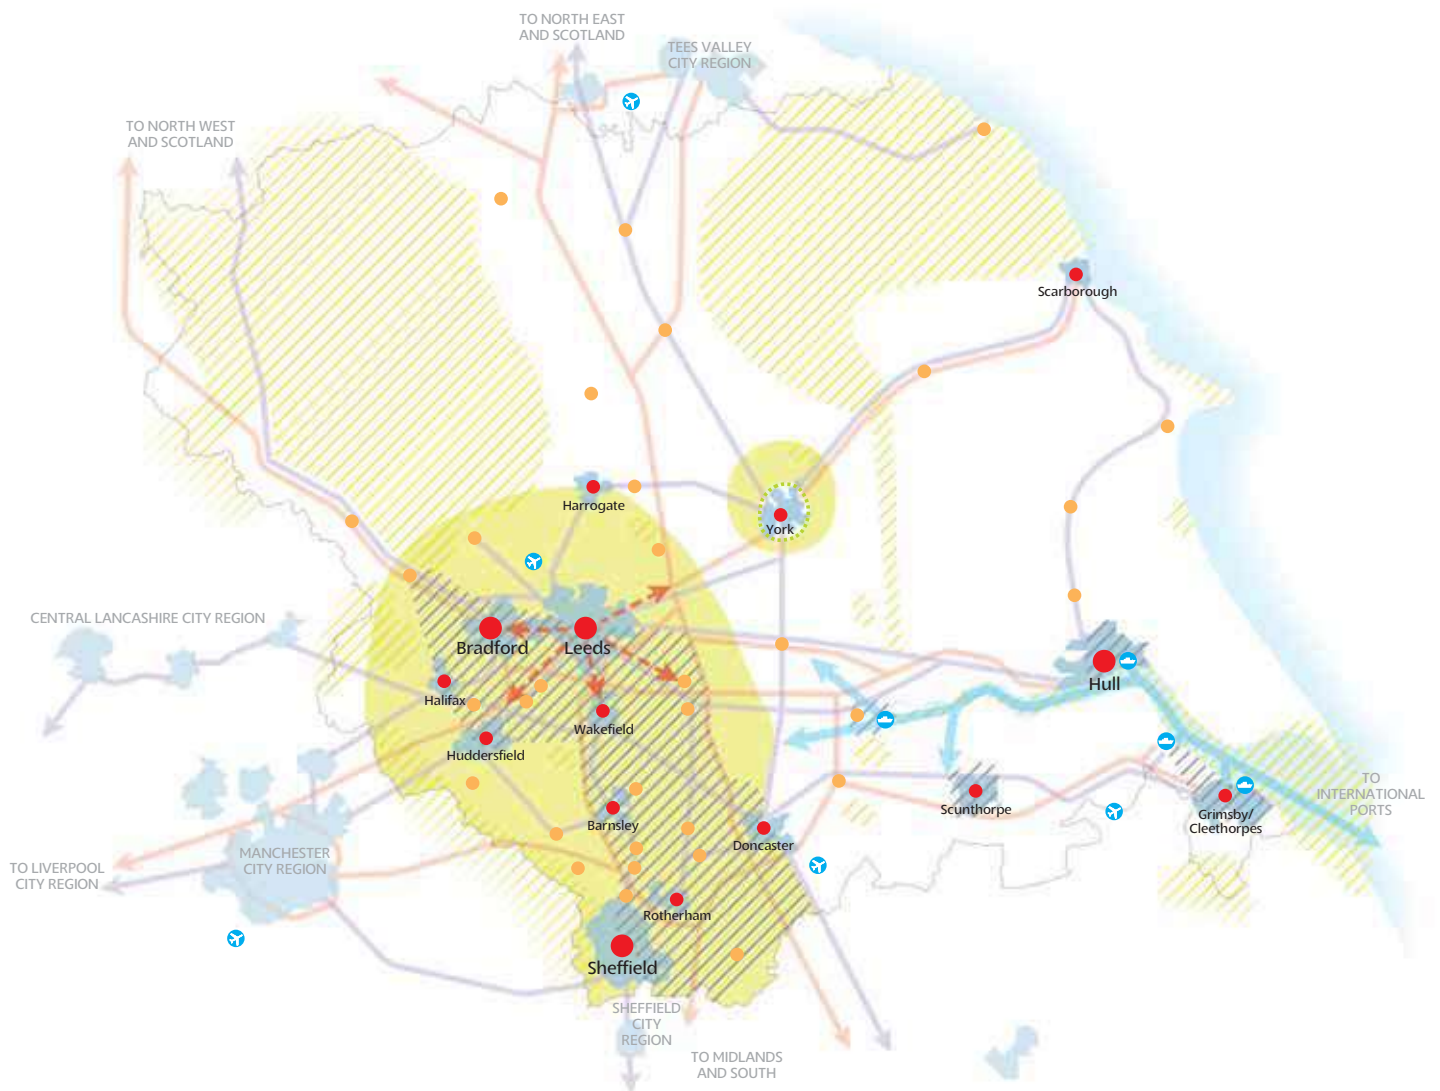 TO NORTH EAST
AND SCOTLAND
TEES VALLEY
CITY REGION
TO NORTH WEST
AND SCOTLAND
Scarborough
Harrogate
York
CENTRAL LANCASHIRE CITY REGION
Bradford
Leeds
Hull
Halifax
Wakefield
Huddersfield
TO
INTERNATIONAL
PORTS
Scunthorpe
Grimsby/
Cleethorpes
Barnsley
Doncaster
MANCHESTER
CITY REGION
TO LIVERPOOL
CITY REGION
Rotherham
Sheffield
SHEFFIELD
CITY
REGION
TO MIDLANDS
AND SOUTH